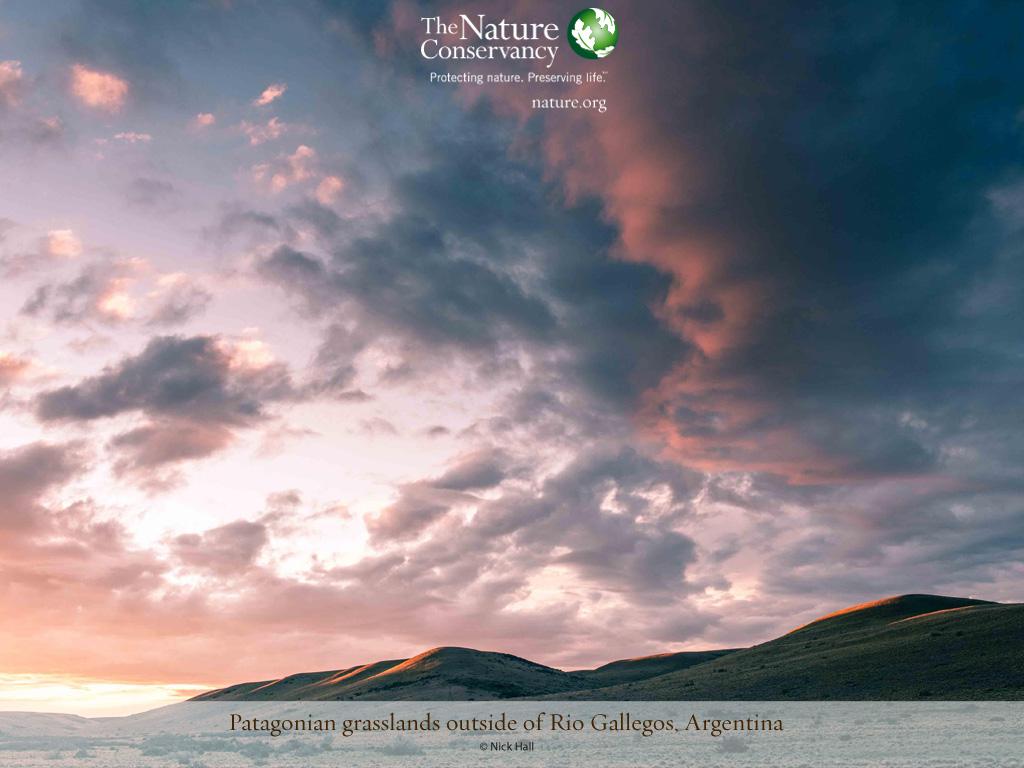 The Nature
Conservancy
Protecting nature. Preserving life.™
nature.org
Patagonian grasslands outside of Rio Gallegos, Argentina
© Nick Hall